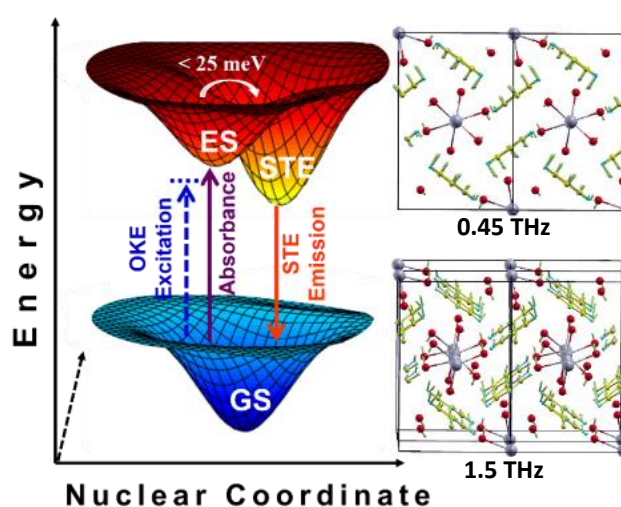 Energy
< 25 meV
ES
STE
OKE
Excitation
Absorbance
STE
Emission
GS
Nuclear Coordinate
0.45 THz
1.5 THz